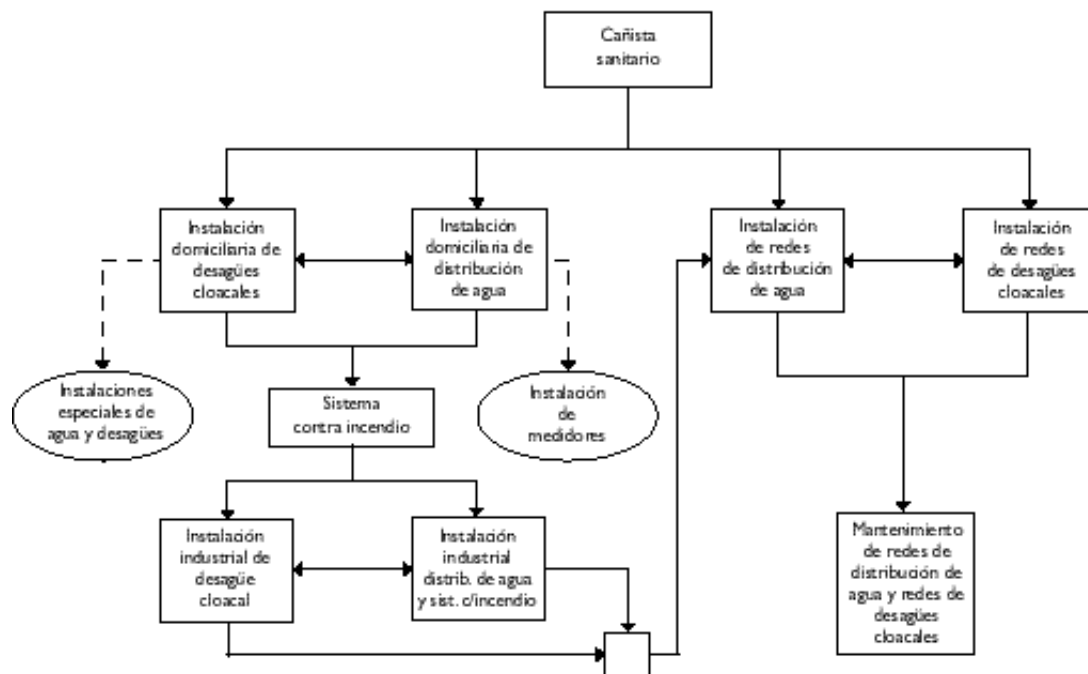 Cañista
sanitario
Instalación
domiciliaria de
desagües
cloacales
Instalación
domiciliaria de
distribución
de agua
Instalación
de redes
de distribución
de agua
Instalación
de redes
de desagües
cloacales
Instalaciones
especiales de
agua y desagües
Sistema
contra incendio
Instalación
de
medidores
Instalación
industrial de
desagüe
cloacal
Instalación
industrial
distrib. de agua
y sist. c/incendio
Mantenimiento
de redes de
distribución de
agua y redes de
desagües
cloacales